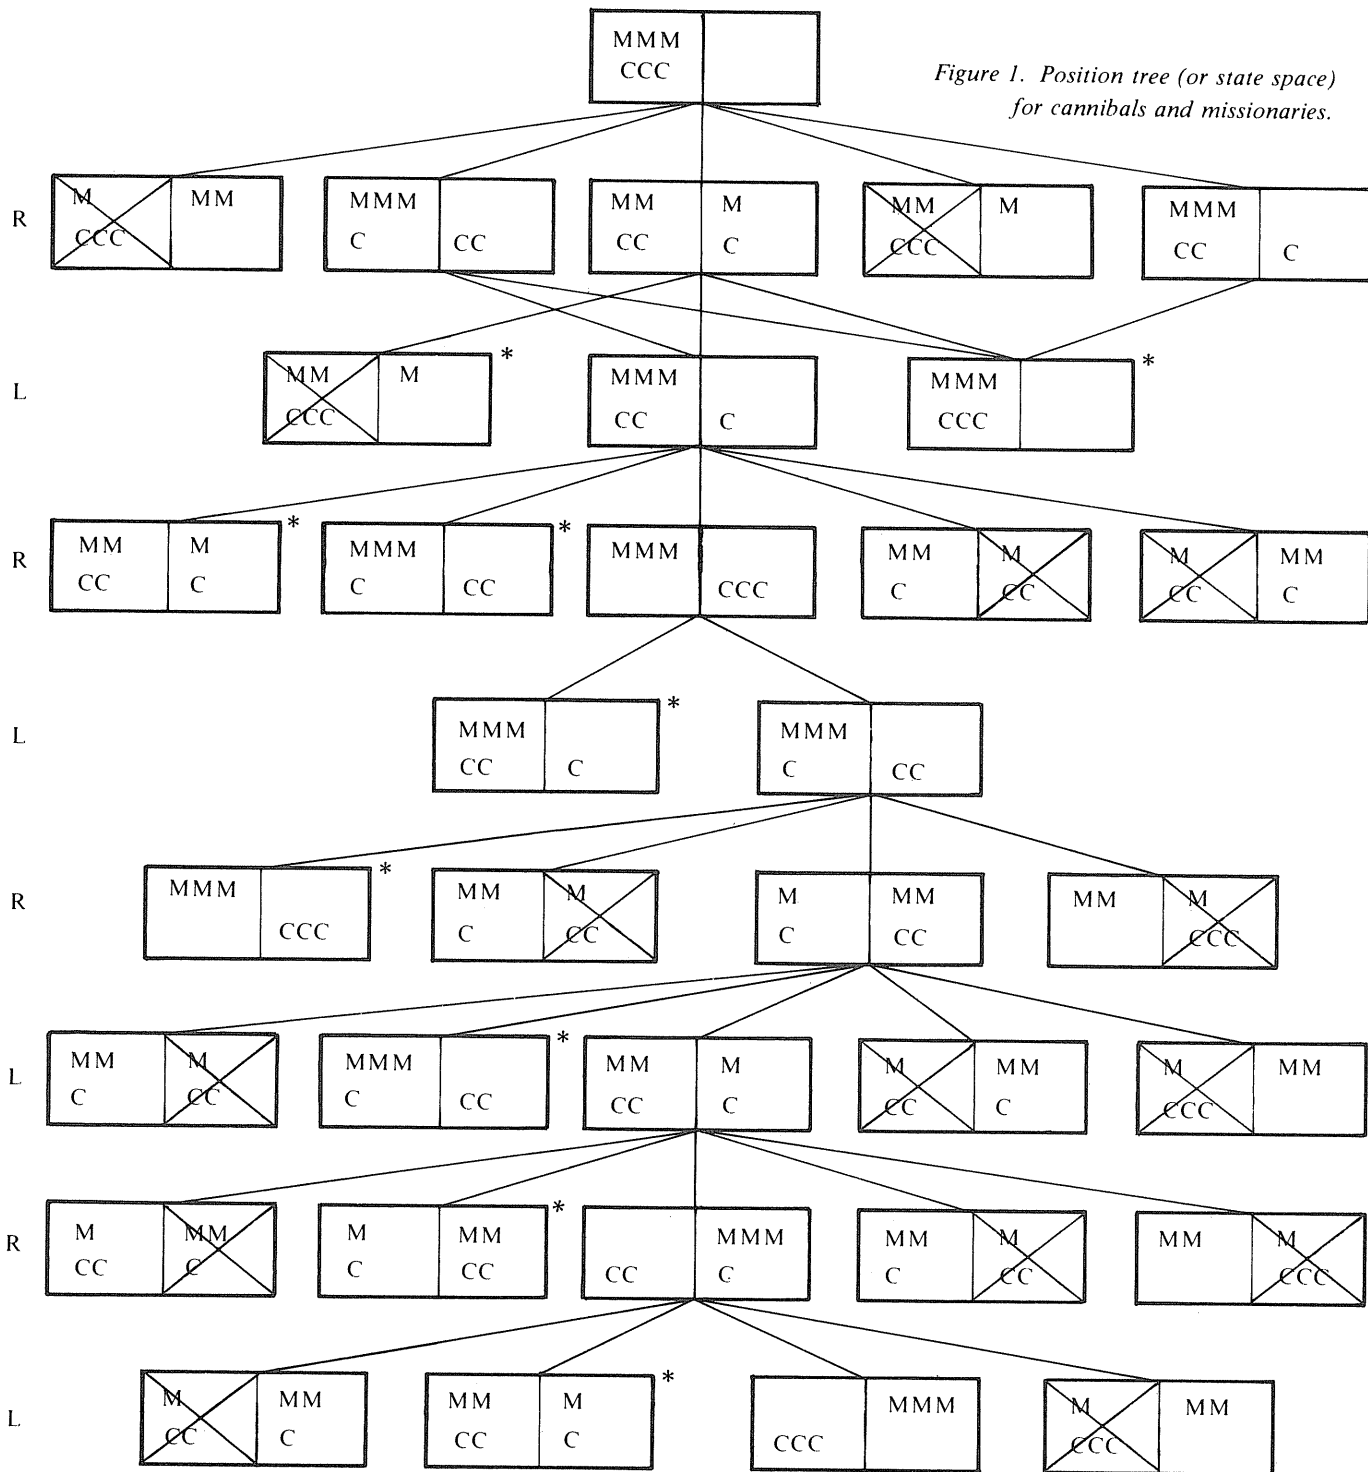 MMM
CCC
Figure 1. Position tree (or state space)
for cannibals and missionaries.
R
M MM MMM MM M MM M MMM
CCC C CC CC C CCC CC C
L
MM M * MMM MMM *
CCC CC C CCC
R
MM M * MMM * MMM MM M M MM
CC C C CC CCC C CC CC C
L
MMM * MMM
CC C C CC
R
MMM * MM M M MM MM M
CCC C CC C CC CCC
L
MM M MMM * MM M M MM M MM
C CC C CC CC C CC C CCC
R
M MM M MM * MMM MM M MM M
CC C C CC CC C C CC CCC
L
M MM MM M * MMM M MM
CC C CC C CCC CCC